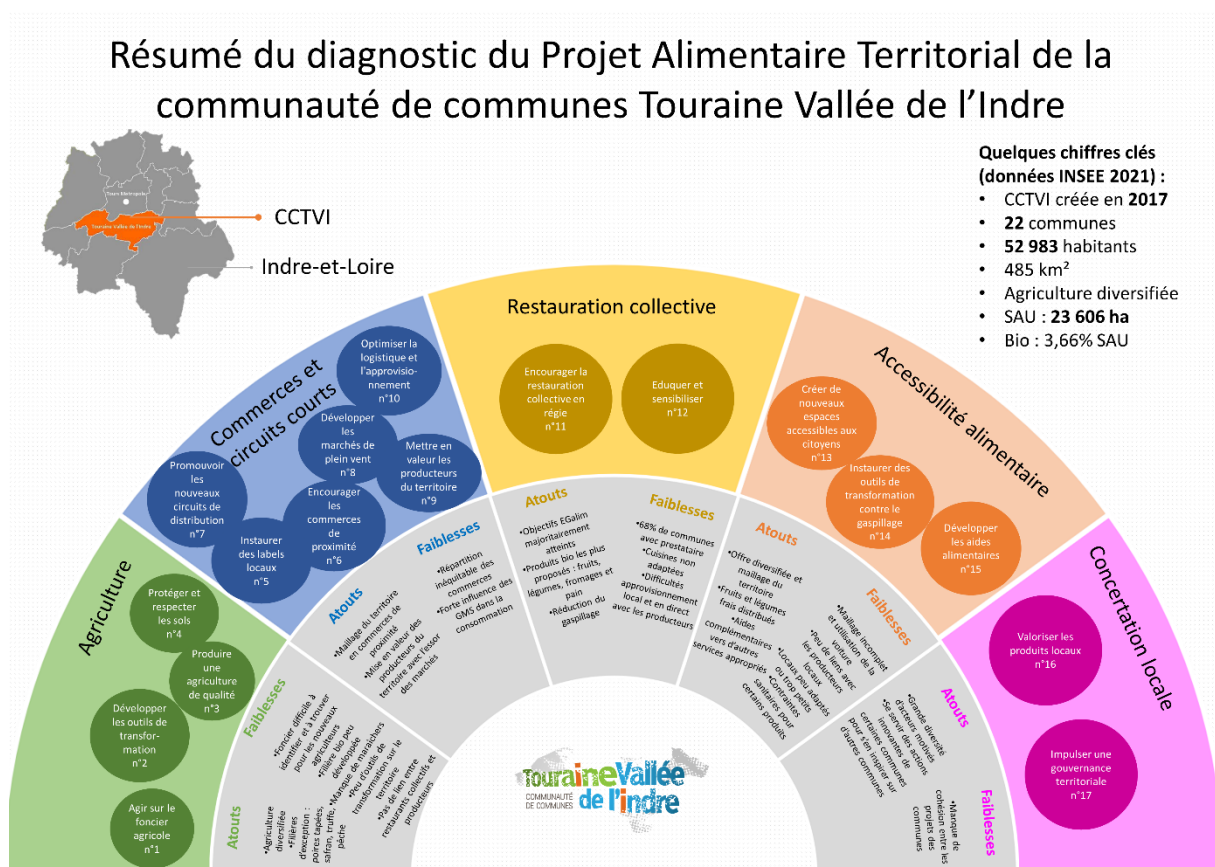 Résumé du diagnostic du Projet Alimentaire Territorial de la
communauté de communes Touraine Vallée de l’Indre
Tours Métropole
Touraine Vallée de l'Indre
CCTVI
Indre-et-Loire
Quelques chiffres clés
(données INSEE 2021) :
• CCTVI créée en 2017
• 22 communes
• 52 983 habitants
• 485 km²
• Agriculture diversifiée
• SAU : 23 606 ha
• Bio : 3,66% SAU
Agriculture
Protéger et
respecter
les sols
n°4
Produire
une
agriculture
de qualité
n°3
Développer
les outils de
transfor-
mation
n°2
Agir sur le
foncier
agricole
n°1
Atouts
•Agriculture
diversifiée
•Filières
d'exception :
poires tapées,
safran, truffe,
pêche
Faiblesses
•Foncier difficile à
identifier et à trouver
pour les nouveaux
agriculteurs
•Filière bio peu
développée
•Manque de maraichers
•Peu d'outils de
transformation sur le
territoire
•Pas de lien entre
restaurants collectifs et
producteurs
Commerces et
circuits courts
Optimiser la
logistique et
l'approvisio-
nnement
n°10
Développer
les
marchés de
plein vent
n°8
Mettre en
valeur les
producteurs
du territoire
n°9
Promouvoir
les
nouveaux
circuits de
distribution
n°7
Encourager
les
commerces
de
proximité
n°6
Instaurer
des labels
locaux
n°5
Atouts
•Maillage du territoire
en commerces de
proximité
•Mise en valeur des
producteurs du
territoire avec l'essor
des marchés
Faiblesses
•Répartition
inéquitable des
commerces
•Forte influence des
GMS dans la
consommation
Restauration collective
Encourager la
restauration
collective en
régie
n°11
Eduquer et
sensibiliser
n°12
Atouts
•Objectifs EGalim
majoritairement
atteints
•Produits bio les plus
proposés : fruits,
légumes, fromages et
pain
•Réduction du
gaspillage
Faiblesses
•68% de communes
avec prestataire
•Cuisines non
adaptées
•Difficultés
approvisionnement
local et en direct
avec les producteurs
Accessibilité alimentaire
Créer de
nouveaux
espaces
accessibles aux
citoyens
n°13
Instaurer des
outils de
transformation
contre le
gaspillage
n°14
Développer
les aides
alimentaires
n°15
Atouts
•Offre diversifiée et
maillage du
territoire
•Fruits et légumes
frais distribués
•Aides
complémentaires
vers d'autres
services appropriés
Faiblesses
•Maillage incomplet
et utilisation de la
voiture
•Peu de liens avec
les producteurs
locaux
•Locaux peu adaptés
ou trop petits
•Contraintes
sanitaires pour
certains produits
Concertation locale
Valoriser les
produits locaux
n°16
Impulser une
gouvernance
territoriale
n°17
Atouts
•Grande diversité
d'acteurs motivés
•Se servir des actions
innovantes de
certaines communes
pour s'en inspirer sur
d'autres communes
Faiblesses
•Manque de
cohésion entre les
projets des
communes
Touraine Vallée
COMMUNAUTÉ
DE COMMUNES
de l'indre